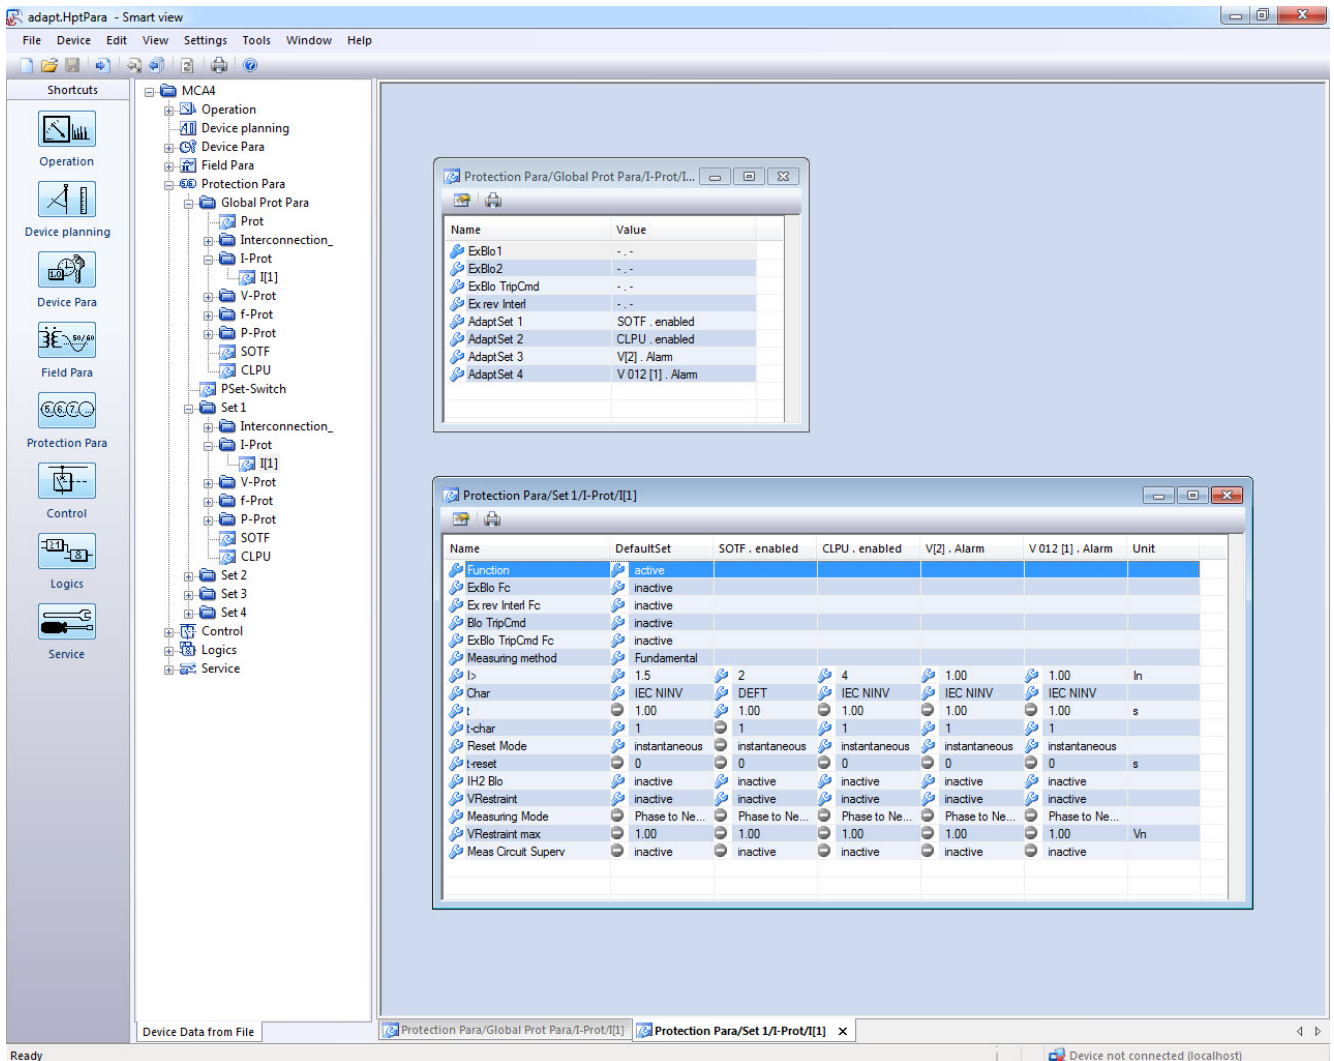 adapt.HptPara - Smart view
File Device Edit View Settings Tools Window Help
Shortcuts
Operation
Device planning
Device Para
Field Para
Protection Para
Control
Logics
Service
MCA4
Operation
Device planning
Device Para
Field Para
Protection Para
Global Prot Para
Prot
Interconnection_
I-Prot
I[1]
V-Prot
f-Prot
P-Prot
SOTF
CLPU
PSet-Switch
Set 1
Interconnection_
I-Prot
I[1]
V-Prot
f-Prot
P-Prot
SOTF
CLPU
Set 2
Set 3
Set 4
Control
Logics
Service
Device Data from File
Protection Para/Global Prot Para/I-Prot/I...
Name Value
ExBlo1 - . -
ExBlo2 - . -
ExBlo TripCmd - . -
Ex rev Interl - . -
AdaptSet 1 SOTF . enabled
AdaptSet 2 CLPU . enabled
AdaptSet 3 V[2] . Alarm
AdaptSet 4 V 012 [1] . Alarm
Protection Para/Set 1/I-Prot/I[1]
Name DefaultSet SOTF . enabled CLPU . enabled V[2] . Alarm V 012 [1] . Alarm Unit
Function active
ExBlo Fc inactive
Ex rev Interl Fc inactive
Blo TripCmd inactive
ExBlo TripCmd Fc inactive
Measuring method Fundamental
I> 1.5 2 4 1.00 1.00 In
Char IEC NINV DEFT IEC NINV IEC NINV IEC NINV
t 1.00 1.00 1.00 1.00 1.00 s
t-char 1 1 1 1 1
Reset Mode instantaneous instantaneous instantaneous instantaneous instantaneous
t-reset 0 0 0 0 0 s
IH2 Blo inactive inactive inactive inactive inactive
VRestraint inactive inactive inactive inactive inactive
Measuring Mode Phase to Ne... Phase to Ne... Phase to Ne... Phase to Ne... Phase to Ne...
VRestraint max 1.00 1.00 1.00 1.00 1.00 Vn
Meas Circuit Superv inactive inactive inactive inactive inactive
Protection Para/Global Prot Para/I-Prot/I[1] Protection Para/Set 1/I-Prot/I[1]
Ready Device not connected (localhost)